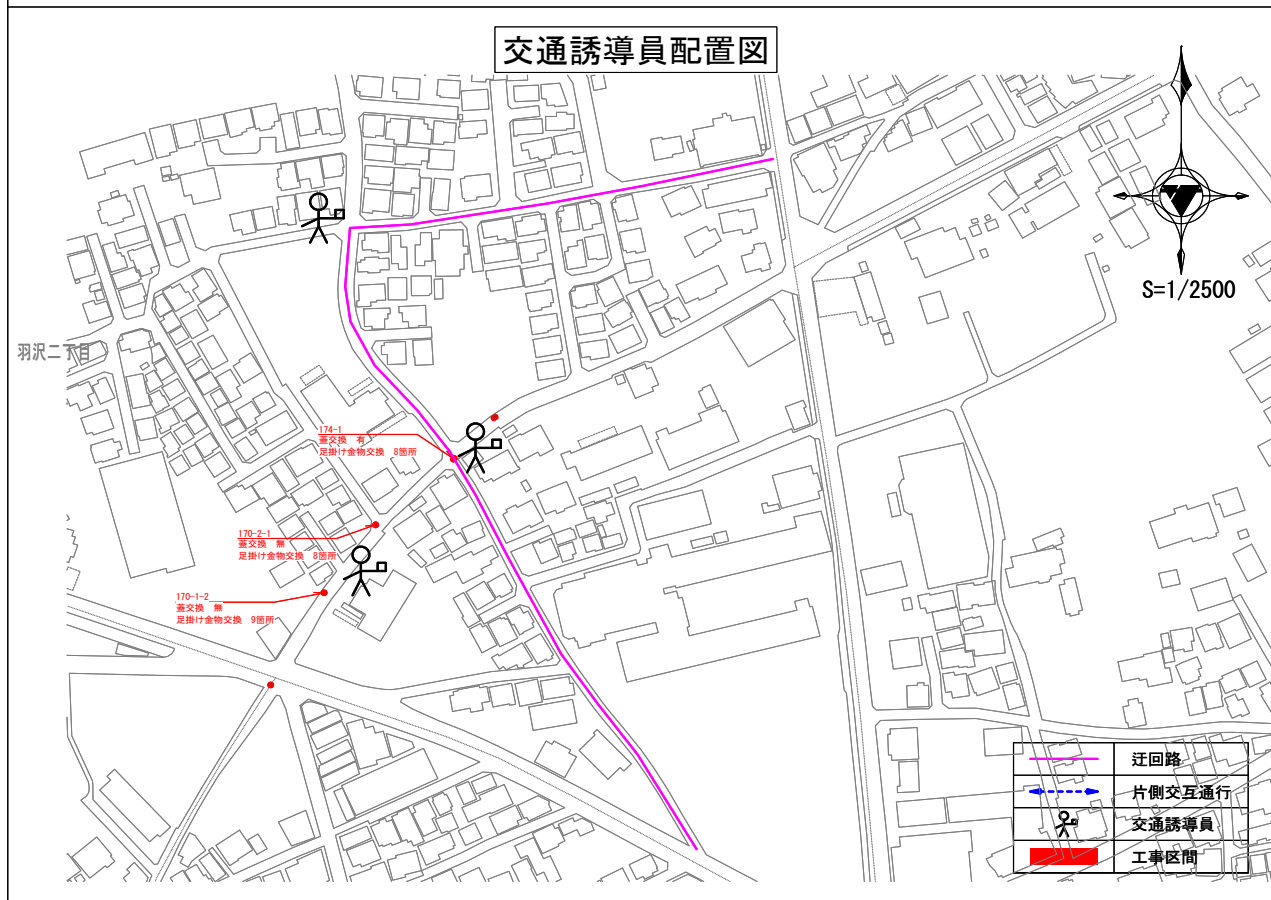 交通誘導員配置図
S=1/2500
羽沢二丁目
174-1
蓋交換　有
足掛け金物交換　8箇所
170-2-1
蓋交換　無
足掛け金物交換　8箇所
170-1-2
蓋交換　無
足掛け金物交換　9箇所
迂回路
片側交互通行
交通誘導員
工事区間